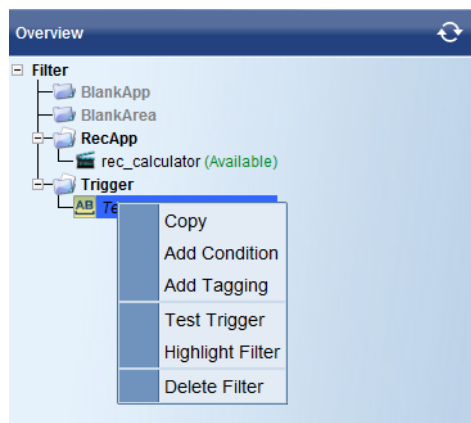 Overview
Filter
BlankApp
BlankArea
RecApp
rec_calculator (Available)
Trigger
AB
Copy
Add Condition
Add Tagging
Test Trigger
Highlight Filter
Delete Filter